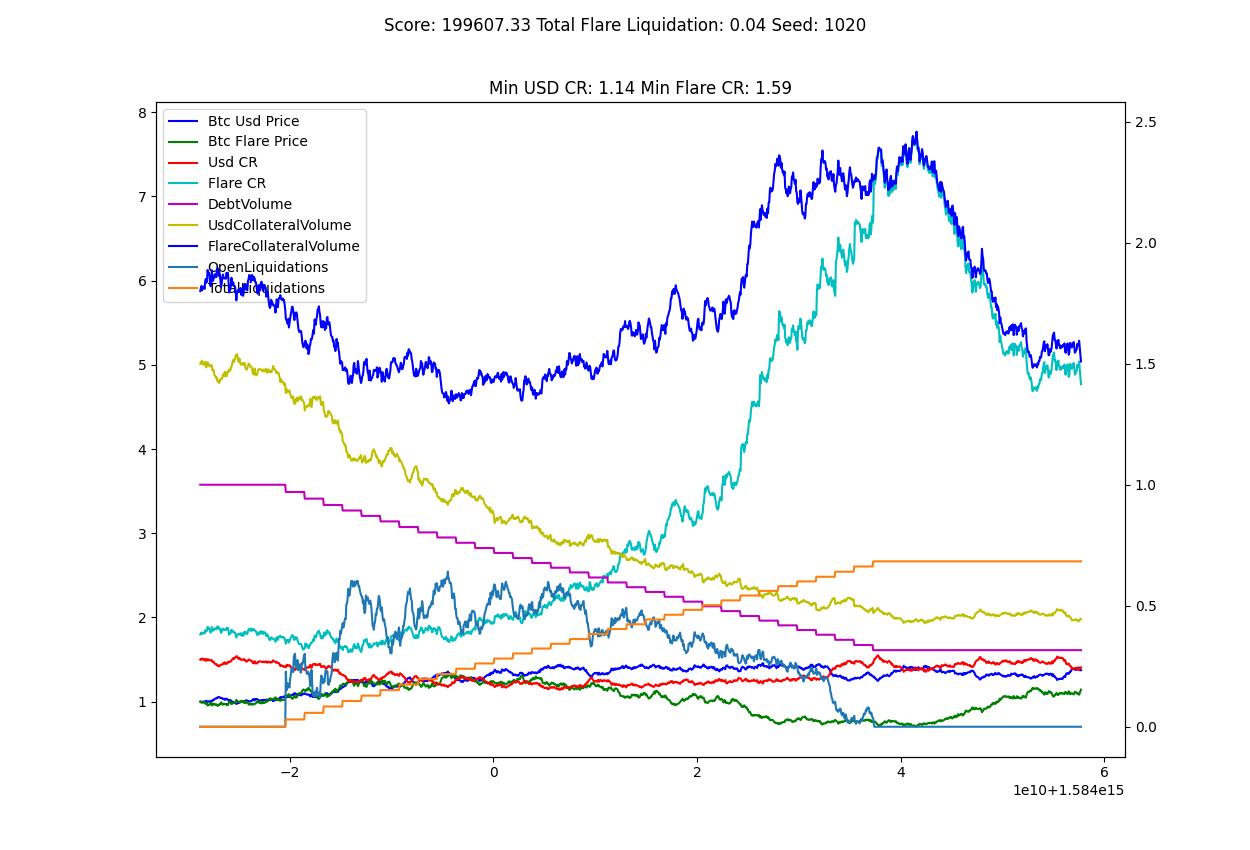 Score: 199607.33 Total Flare Liquidation: 0.04 Seed: 1020
Min USD CR: 1.14 Min Flare CR: 1.59
Btc Usd Price
Btc Flare Price
Usd CR
Flare CR
DebtVolume
UsdCollateralVolume
FlareCollateralVolume
OpenLiquidations
TotalLiquidations
8
7
6
5
4
3
2
1
2.5
2.0
1.5
1.0
0.5
0.0
−2
0
2
4
6
1e10+1.584e15